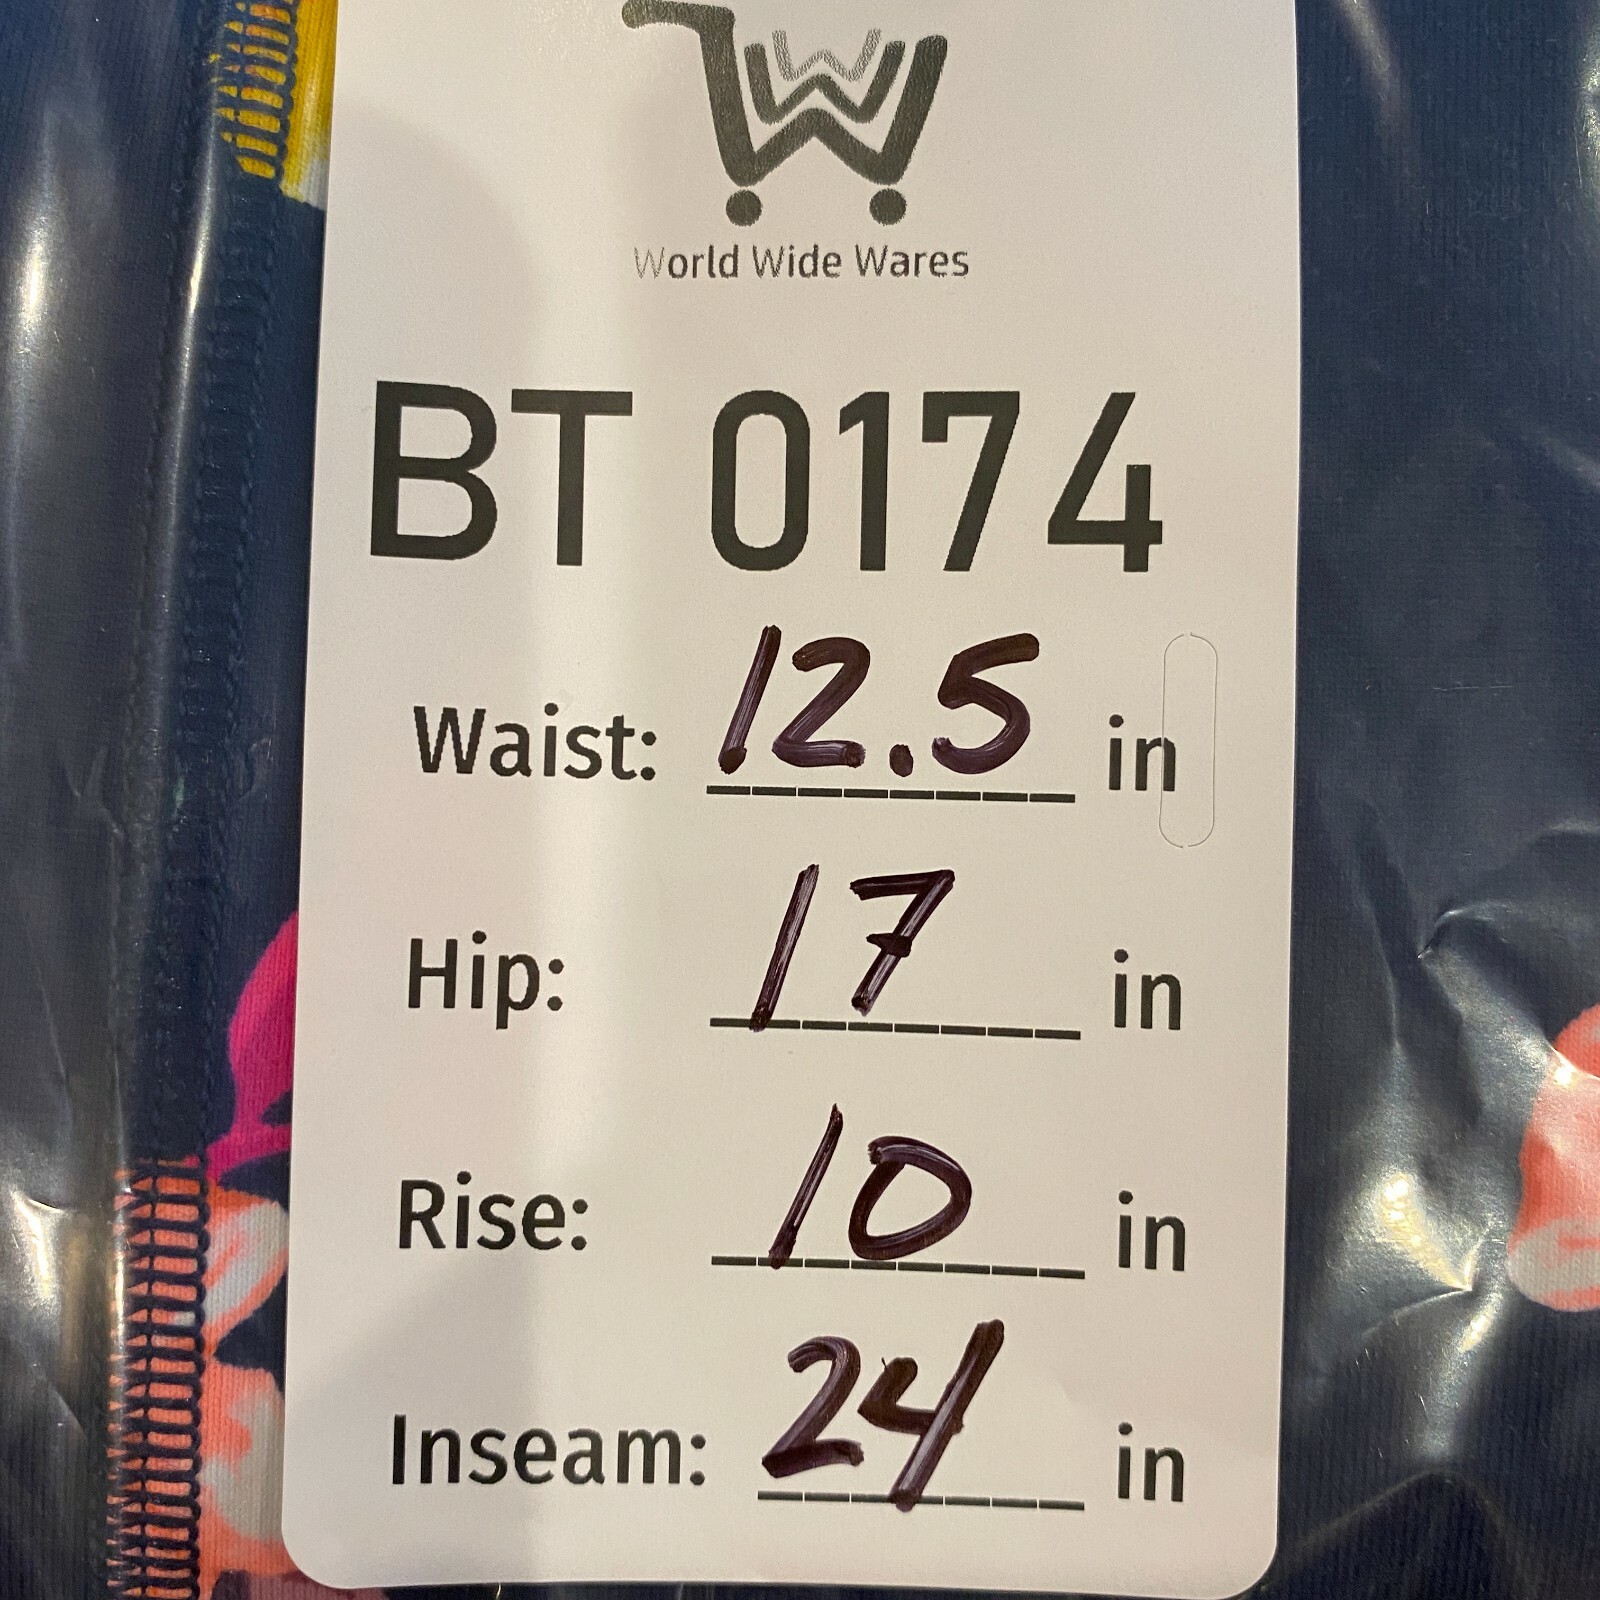 World Wide Wares
BT 0174
Waist: 12.5 in
Hip: 17 in
Rise: 10 in
Inseam: 24 in